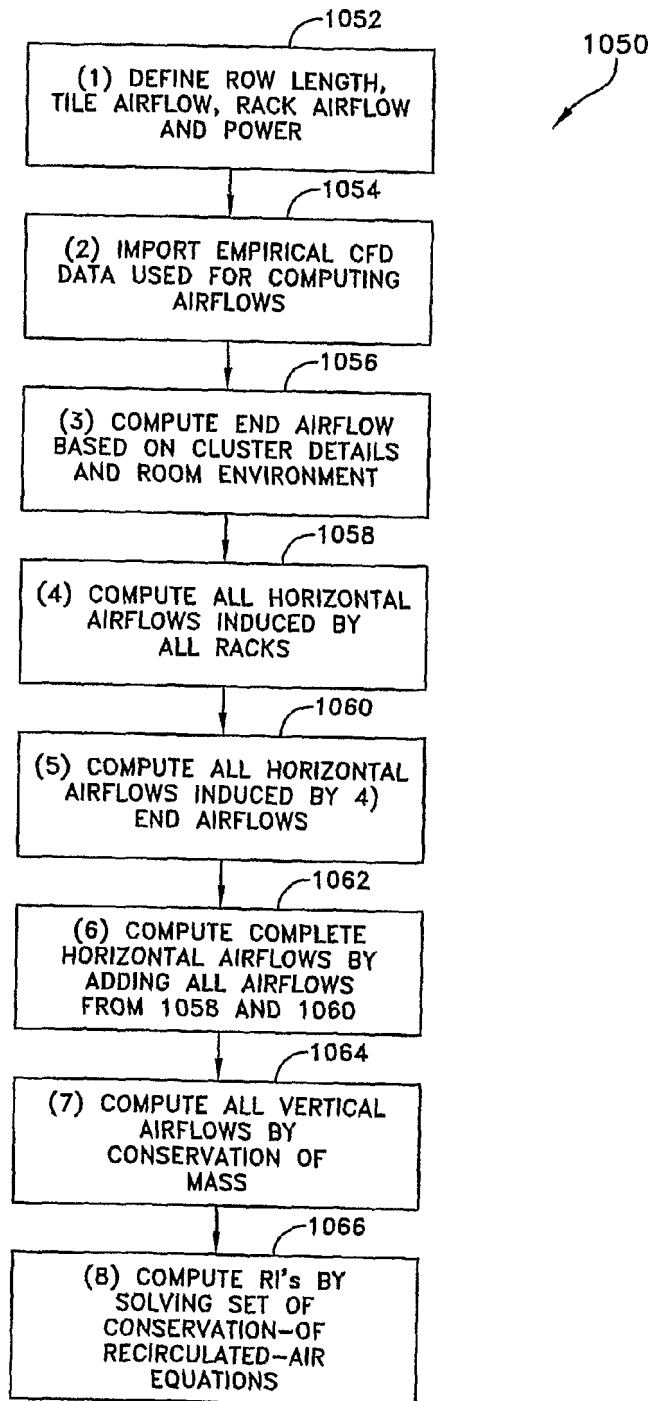 1052
1050
(1) DEFINE ROW LENGTH,
TILE AIRFLOW, RACK AIRFLOW
AND POWER
1054
(2) IMPORT EMPIRICAL CFD
DATA USED FOR COMPUTING
AIRFLOWS
1056
(3) COMPUTE END AIRFLOW
BASED ON CLUSTER DETAILS
AND ROOM ENVIRONMENT
1058
(4) COMPUTE ALL HORIZONTAL
AIRFLOWS INDUCED BY
ALL RACKS
1060
(5) COMPUTE ALL HORIZONTAL
AIRFLOWS INDUCED BY 4)
END AIRFLOWS
1062
(6) COMPUTE COMPLETE
HORIZONTAL AIRFLOWS BY
ADDING ALL AIRFLOWS
FROM 1058 AND 1060
1064
(7) COMPUTE ALL VERTICAL
AIRFLOWS BY
CONSERVATION OF
MASS
1066
(8) COMPUTE RI's BY
SOLVING SET OF
CONSERVATION-OF
RECIRCULATED-AIR
EQUATIONS